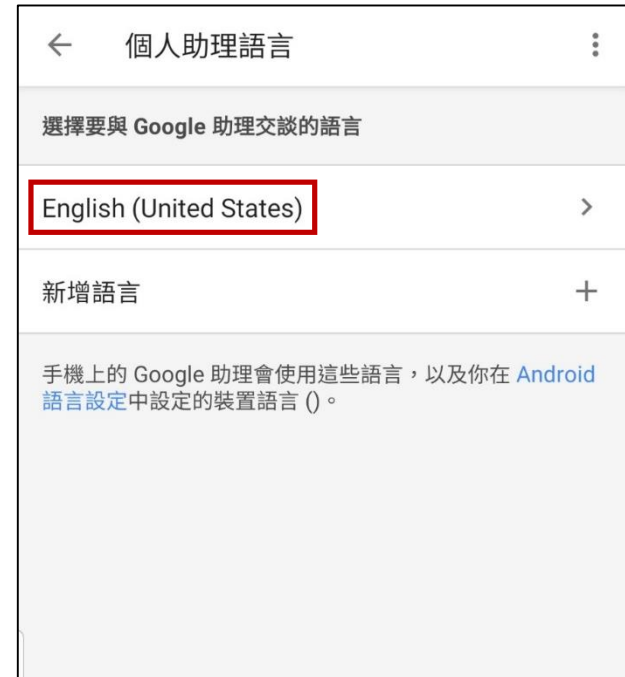 個人助理語言
選擇要與 Google 助理交談的語言
English (United States)
新增語言
手機上的 Google 助理會使用這些語言，以及你在 Android
語言設定中設定的裝置語言 ()。